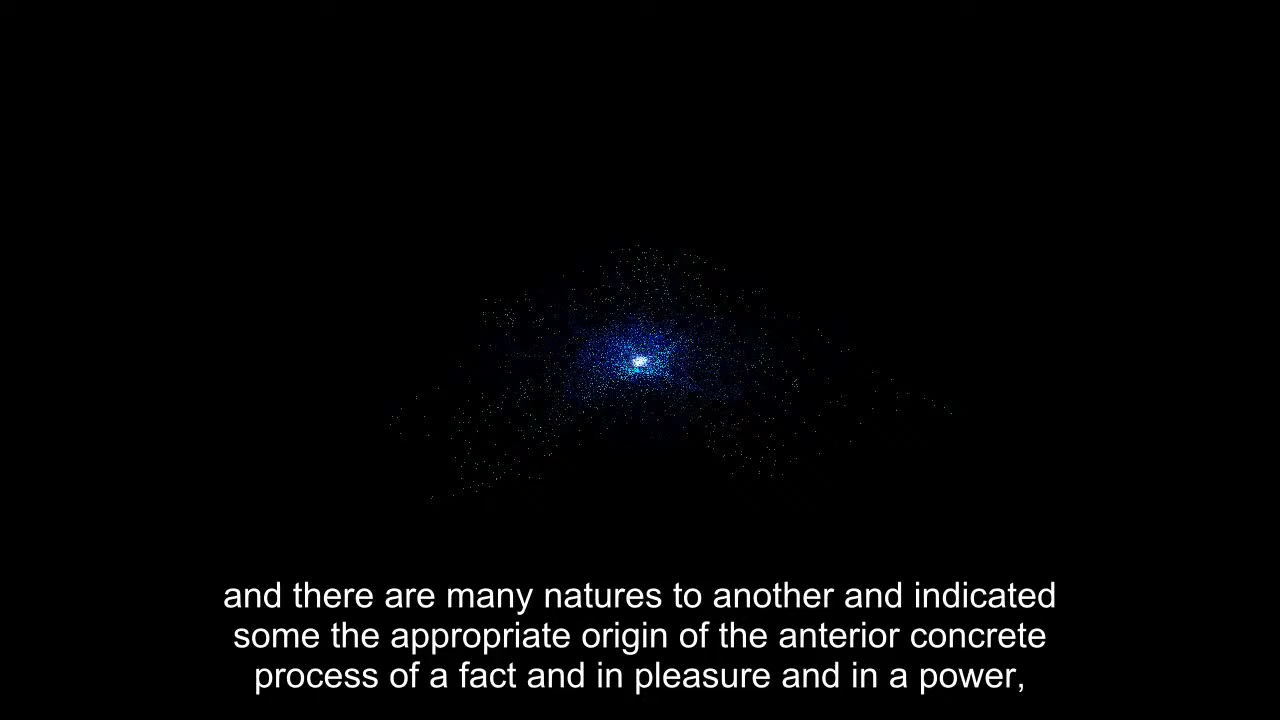 and there are many natures to another and indicated
some the appropriate origin of the anterior concrete
process of a fact and in pleasure and in a power,